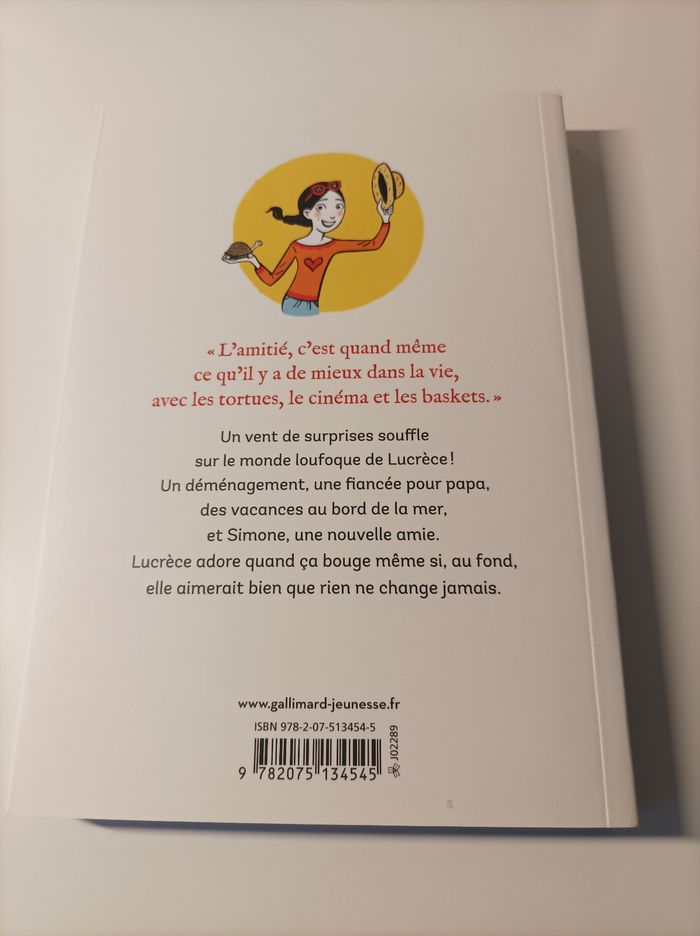 « L'amitié, c'est quand même
ce qu'il y a de mieux dans la vie,
avec les tortues, le cinéma et les baskets. »
Un vent de surprises souffle
sur le monde loufoque de Lucrèce !
Un déménagement, une fiancée pour papa,
des vacances au bord de la mer,
et Simone, une nouvelle amie.
Lucrèce adore quand ça bouge même si, au fond,
elle aimerait bien que rien ne change jamais.
www.gallimard-jeunesse.fr
ISBN 978-2-07-513454-5
9 782075 134545
J02289